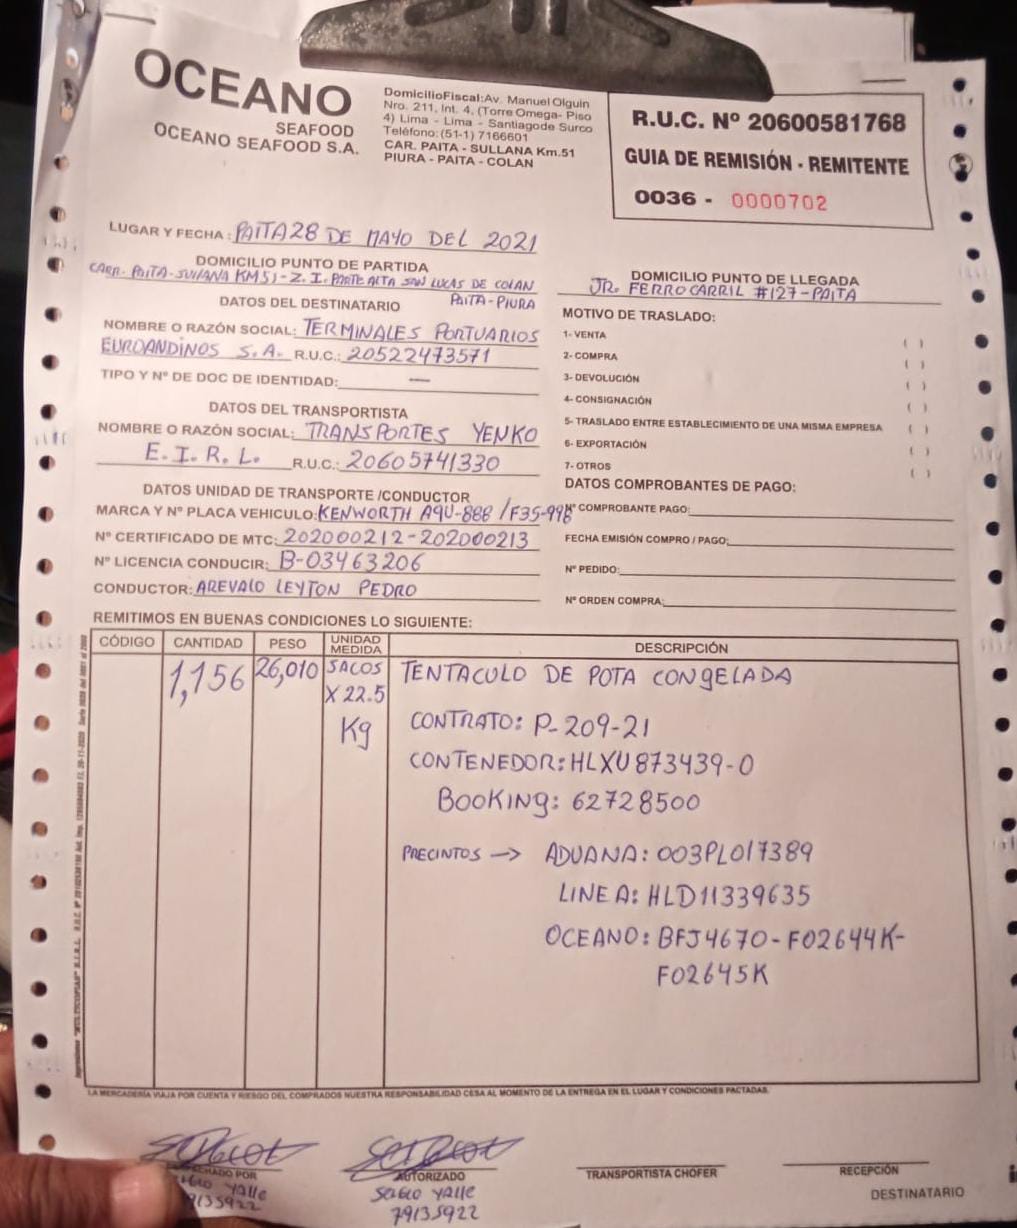 OCEANO
SEAFOOD
OCEANO SEAFOOD S.A.
DomicilioFiscal:Av. Manuel Olguin
Nro. 211, Int. 4, (Torre Omega- Piso
4) Lima - Lima - Santiagode Surco
Teléfono: (51-1) 7166601
CAR. PAITA - SULLANA Km.51
PIURA - PAITA - COLAN
R.U.C. Nº 20600581768
GUIA DE REMISIÓN - REMITENTE
0036 - 0000702
LUGAR Y FECHA: PAITA 28 DE MAYO DEL 2021
DOMICILIO PUNTO DE PARTIDA
CARR. PAITA-SULLANA KM51-Z.I. PARTE ALTA SAN LUCAS DE COLAN
PAITA-PIURA
DOMICILIO PUNTO DE LLEGADA
JR. FERROCARRIL #127-PAITA
DATOS DEL DESTINATARIO
NOMBRE O RAZÓN SOCIAL: TERMINALES PORTUARIOS
EUROANDINOS S.A. R.U.C.: 20522473571
TIPO Y Nº DE DOC DE IDENTIDAD: —
DATOS DEL TRANSPORTISTA
NOMBRE O RAZÓN SOCIAL: TRANSPORTES YENKO
E.I.R.L. R.U.C.: 20605741330
DATOS UNIDAD DE TRANSPORTE /CONDUCTOR
MARCA Y Nº PLACA VEHICULO: KENWORTH A9U-888 /F3S-998
Nº CERTIFICADO DE MTC: 202000212-202000213
Nº LICENCIA CONDUCIR: B-03463206
CONDUCTOR: AREVALO LEYTON PEDRO
MOTIVO DE TRASLADO:
1- VENTA ( )
2- COMPRA ( )
3- DEVOLUCIÓN ( )
4- CONSIGNACIÓN ( )
5- TRASLADO ENTRE ESTABLECIMIENTO DE UNA MISMA EMPRESA ( )
6- EXPORTACIÓN ( )
7- OTROS ( )
DATOS COMPROBANTES DE PAGO:
Nº COMPROBANTE PAGO:
FECHA EMISIÓN COMPRO / PAGO:
Nº PEDIDO:
Nº ORDEN COMPRA:
REMITIMOS EN BUENAS CONDICIONES LO SIGUIENTE:
CÓDIGO CANTIDAD PESO UNIDAD MEDIDA DESCRIPCIÓN
1,156 26,010 SACOS TENTACULO DE POTA CONGELADA
X 22.5
Kg
CONTRATO: P-209-21
CONTENEDOR: HLXU873439-0
BOOKING: 62728500
PRECINTOS → ADUANA: 003PL017389
LINEA: HLD11339635
OCEANO: BFJ4670-F02644K-
F02645K
LA MERCADERÍA VIAJA POR CUENTA Y RIESGO DEL COMPRADOS NUESTRA RESPONSABILIDAD CESA AL MOMENTO DE LA ENTREGA EN EL LUGAR Y CONDICIONES PACTADAS.
POR
Yalle
79135922
AUTORIZADO
SERGIO YALLE
79135922
TRANSPORTISTA CHOFER
RECEPCIÓN
DESTINATARIO